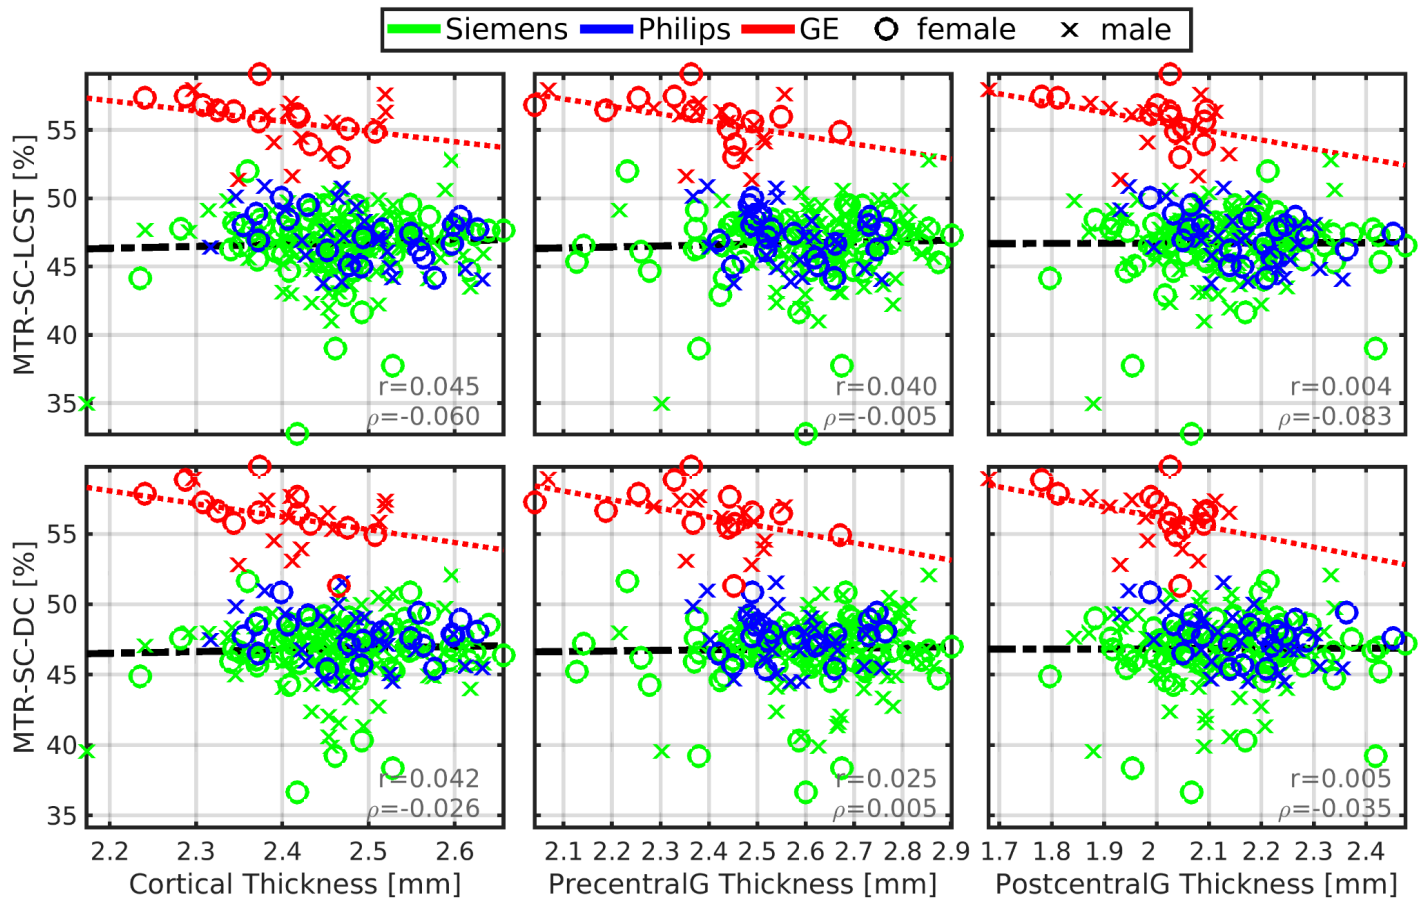 Siemens Philips GE female male
MTR-SC-LCST [%]
55
50
45
40
35
r=0.045
ρ=-0.060
r=0.040
ρ=-0.005
r=0.004
ρ=-0.083
MTR-SC-DC [%]
55
50
45
40
35
r=0.042
ρ=-0.026
r=0.025
ρ=0.005
r=0.005
ρ=-0.035
2.2 2.3 2.4 2.5 2.6
2.1 2.2 2.3 2.4 2.5 2.6 2.7 2.8 2.9
1.7 1.8 1.9 2 2.1 2.2 2.3 2.4
Cortical Thickness [mm]
PrecentralG Thickness [mm]
PostcentralG Thickness [mm]